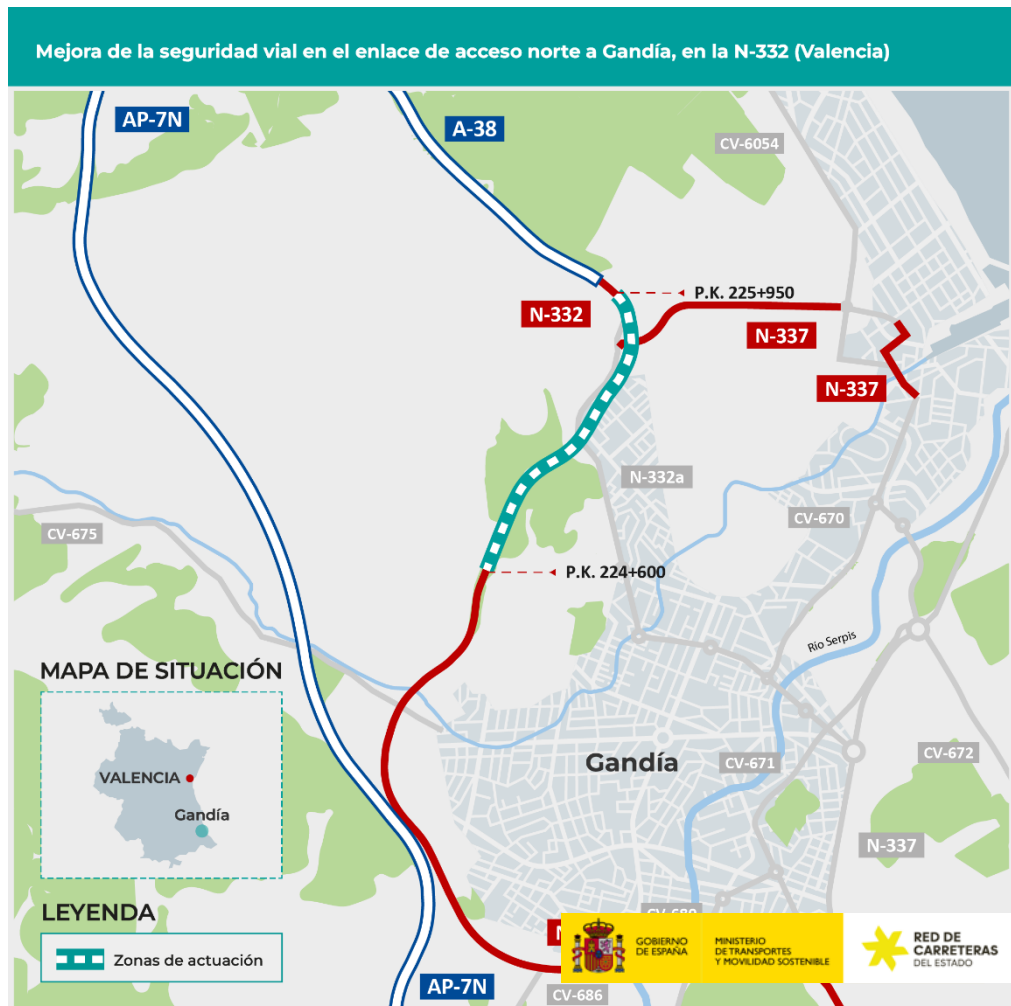 Mejora de la seguridad vial en el enlace de acceso norte a Gandía, en la N-332 (Valencia)
AP-7N
A-38
CV-6054
P.K. 225+950
N-332
N-337
N-337
N-332a
CV-670
CV-675
P.K. 224+600
Río Serpis
MAPA DE SITUACIÓN
VALENCIA
Gandía
Gandía
CV-671
CV-672
N-337
LEYENDA
Zonas de actuación
GOBIERNO
DE ESPAÑA
MINISTERIO
DE TRANSPORTES
Y MOVILIDAD SOSTENIBLE
RED DE
CARRETERAS
DEL ESTADO
AP-7N
CV-686